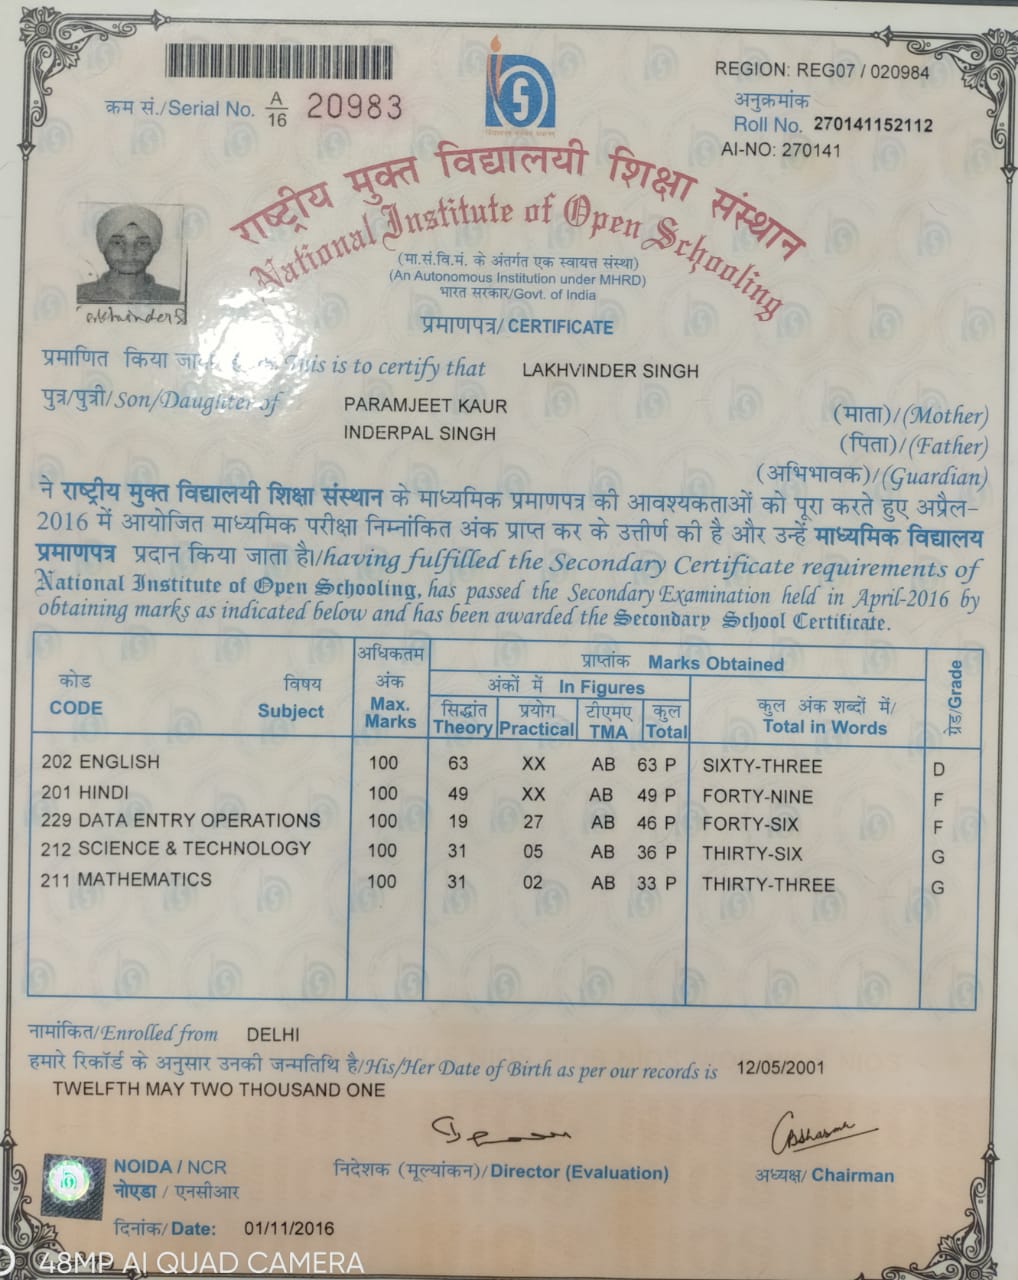 REGION: REG07 / 020984
क्रम सं./Serial No. A/16 20983
अनुक्रमांक
Roll No. 270141152112
AI-NO: 270141
राष्ट्रीय मुक्त विद्यालयी शिक्षा संस्थान
National Institute of Open Schooling
(मा.सं.वि.मं. के अंतर्गत एक स्वायत्त संस्था)
(An Autonomous Institution under MHRD)
भारत सरकार/Govt. of India
प्रमाणपत्र/ CERTIFICATE
प्रमाणित किया This is to certify that LAKHVINDER SINGH
पुत्र/पुत्री/Son/Daughter of PARAMJEET KAUR (माता)/(Mother)
INDERPAL SINGH (पिता)/(Father)
(अभिभावक)/(Guardian)
ने राष्ट्रीय मुक्त विद्यालयी शिक्षा संस्थान के माध्यमिक प्रमाणपत्र की आवश्यकताओं को पूरा करते हुए अप्रैल-
2016 में आयोजित माध्यमिक परीक्षा निम्नांकित अंक प्राप्त कर के उत्तीर्ण की है और उन्हें माध्यमिक विद्यालय
प्रमाणपत्र प्रदान किया जाता है।/having fulfilled the Secondary Certificate requirements of
National Institute of Open Schooling, has passed the Secondary Examination held in April-2016 by
obtaining marks as indicated below and has been awarded the Secondary School Certificate.
कोड CODE विषय Subject अधिकतम अंक Max. Marks प्राप्तांक Marks Obtained ग्रेड/Grade
अंकों में In Figures कुल अंक शब्दों में/ Total in Words
सिद्धांत Theory प्रयोग Practical टीएमए TMA कुल Total
202 ENGLISH 100 63 XX AB 63 P SIXTY-THREE D
201 HINDI 100 49 XX AB 49 P FORTY-NINE F
229 DATA ENTRY OPERATIONS 100 19 27 AB 46 P FORTY-SIX F
212 SCIENCE & TECHNOLOGY 100 31 05 AB 36 P THIRTY-SIX G
211 MATHEMATICS 100 31 02 AB 33 P THIRTY-THREE G
नामांकित/Enrolled from DELHI
हमारे रिकॉर्ड के अनुसार उनकी जन्मतिथि है/His/Her Date of Birth as per our records is 12/05/2001
TWELFTH MAY TWO THOUSAND ONE
NOIDA / NCR
नोएडा / एनसीआर
निदेशक (मूल्यांकन)/ Director (Evaluation)
अध्यक्ष/ Chairman
दिनांक/ Date: 01/11/2016
48MP AI QUAD CAMERA